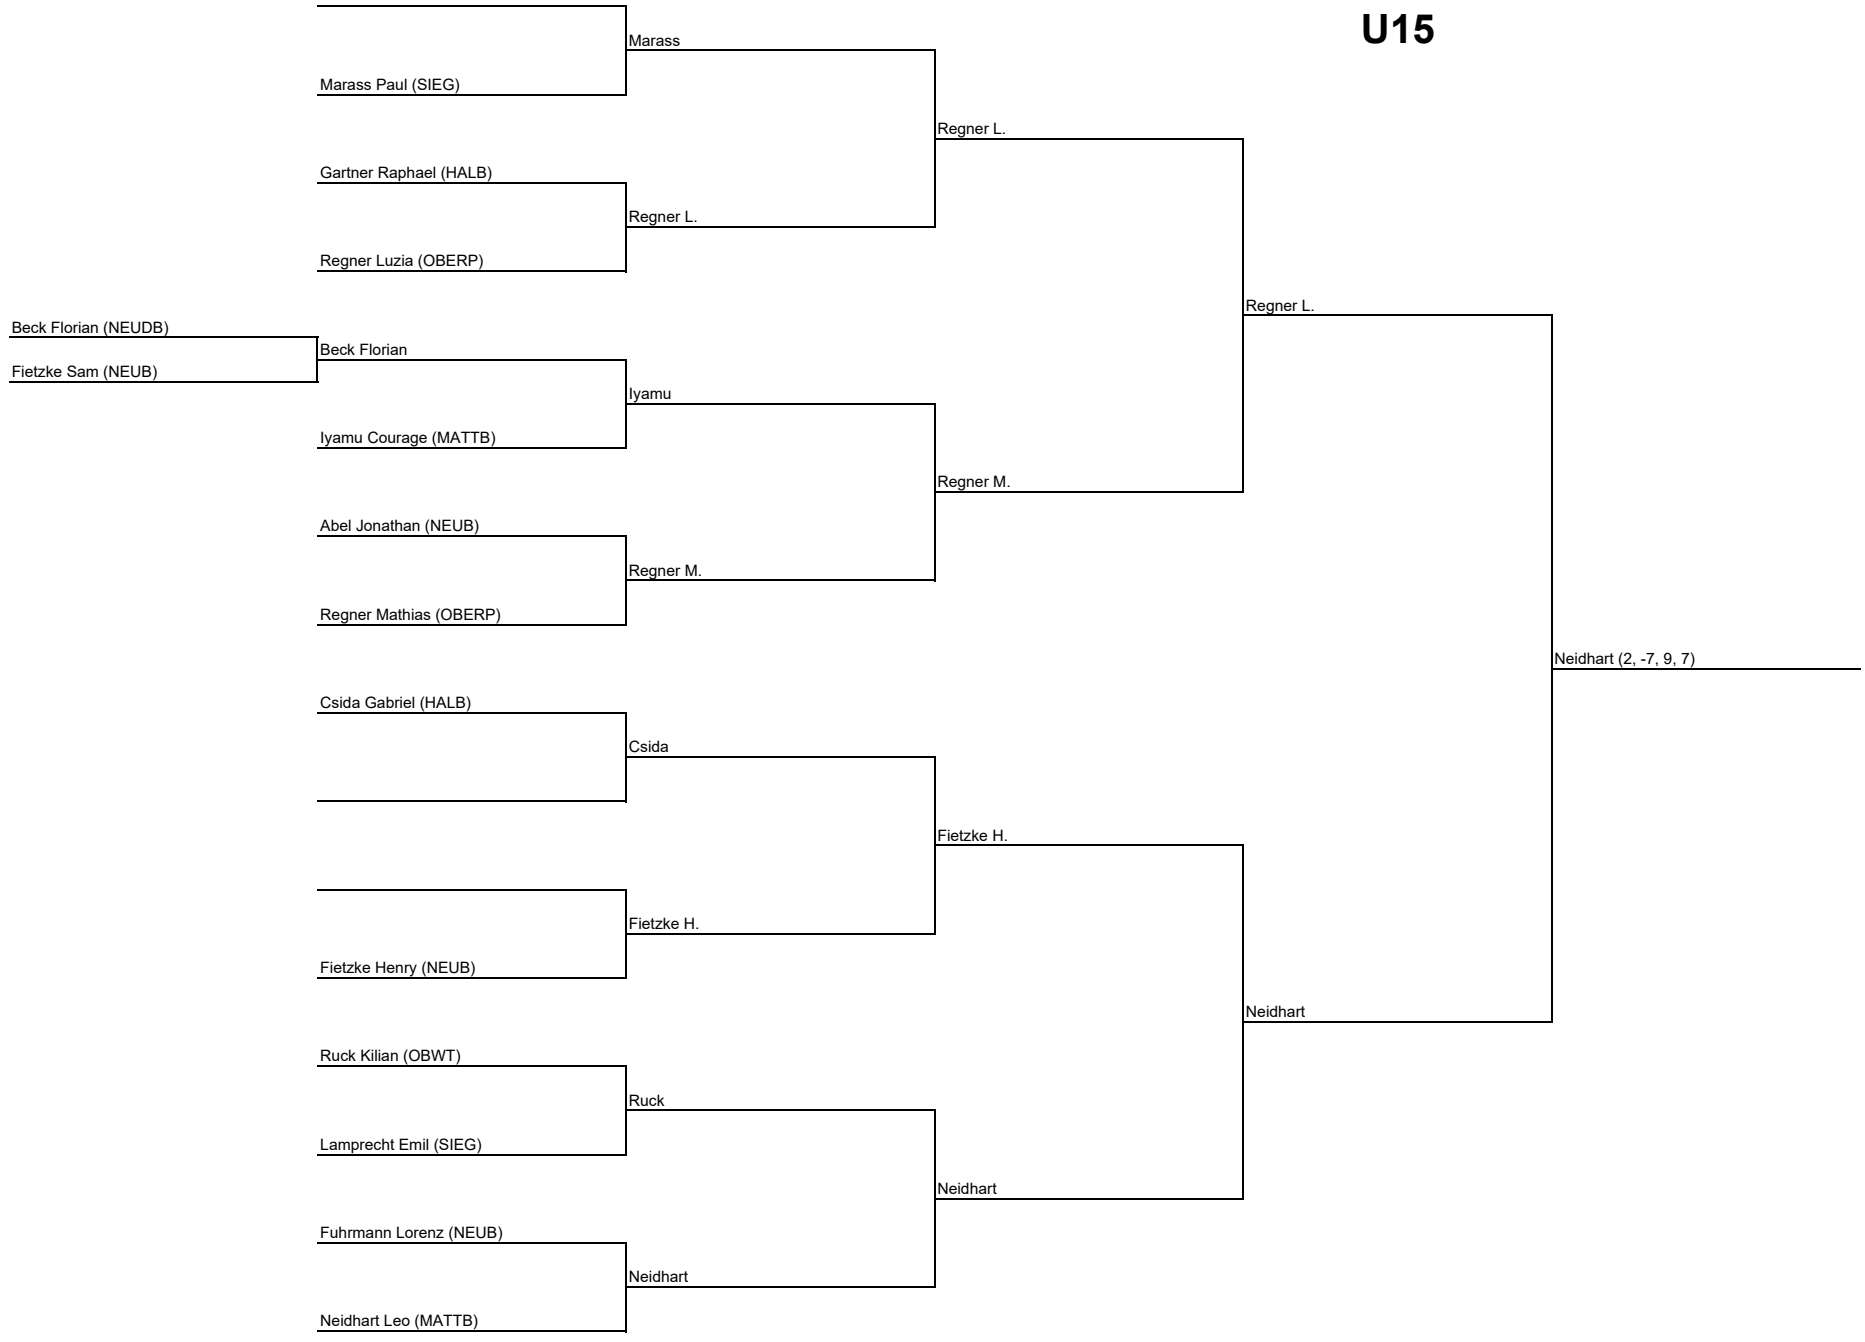 U15
Marass
Marass Paul (SIEG)
Regner L.
Gartner Raphael (HALB)
Regner L.
Regner Luzia (OBERP)
Regner L.
Beck Florian (NEUDB)
Beck Florian
Fietzke Sam (NEUB)
Iyamu
Iyamu Courage (MATTB)
Regner M.
Abel Jonathan (NEUB)
Regner M.
Regner Mathias (OBERP)
Neidhart (2, -7, 9, 7)
Csida Gabriel (HALB)
Csida
Fietzke H.
Fietzke H.
Fietzke Henry (NEUB)
Neidhart
Ruck Kilian (OBWT)
Ruck
Lamprecht Emil (SIEG)
Neidhart
Fuhrmann Lorenz (NEUB)
Neidhart
Neidhart Leo (MATTB)